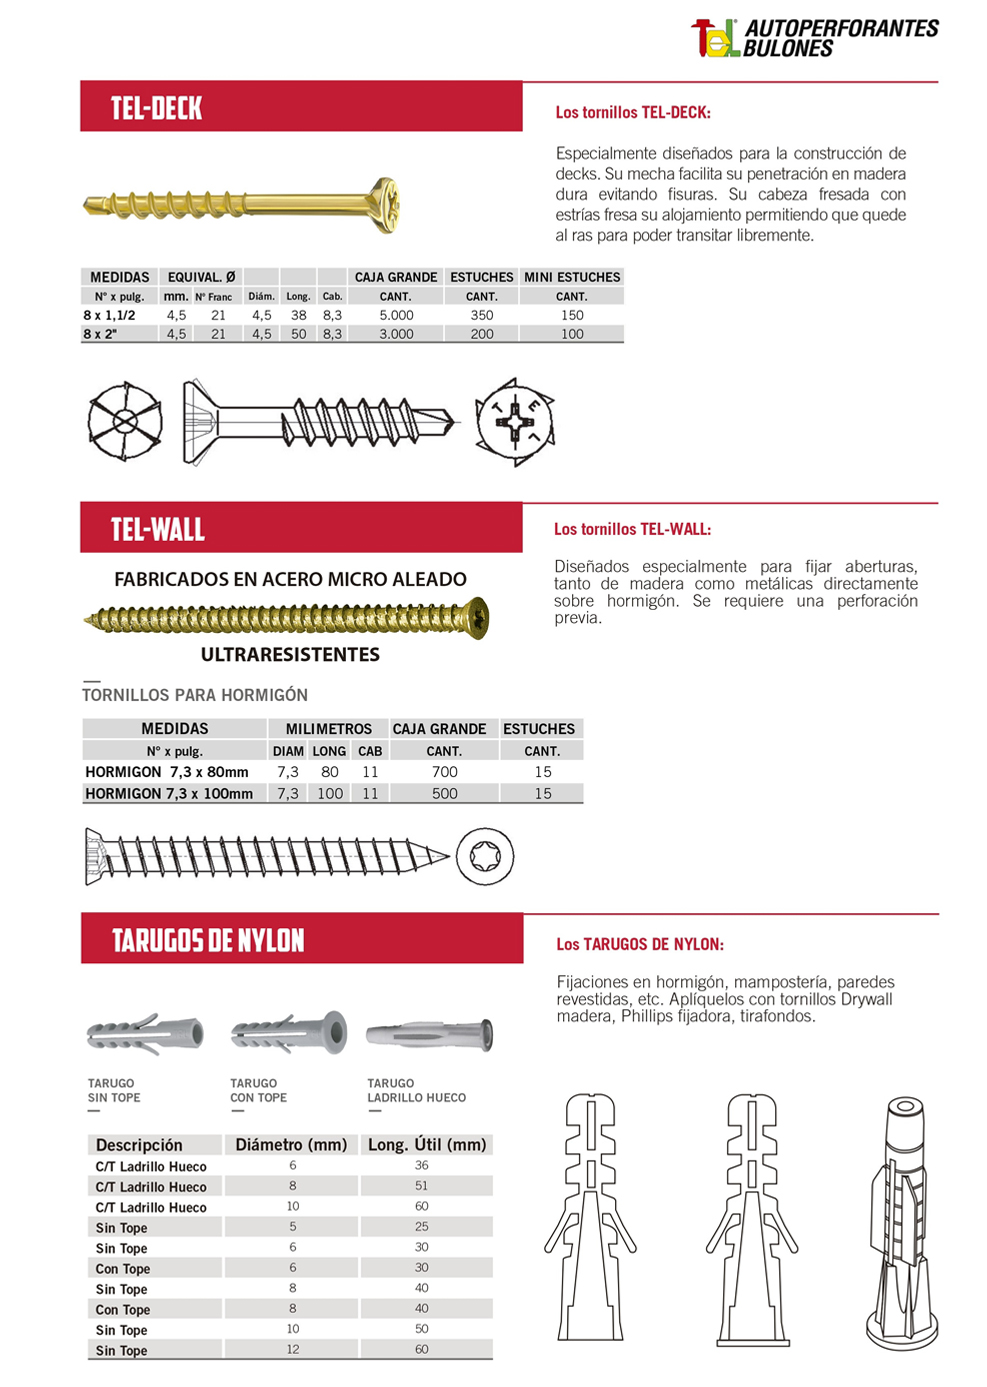 TEL AUTOPERFORANTES
BULONES
TEL-DECK
Los tornillos TEL-DECK:
Especialmente diseñados para la construcción de
decks. Su mecha facilita su penetración en madera
dura evitando fisuras. Su cabeza fresada con
estrías fresa su alojamiento permitiendo que quede
al ras para poder transitar libremente.
MEDIDAS EQUIVAL. Ø CAJA GRANDE ESTUCHES MINI ESTUCHES
N° x pulg. mm. N° Franc Diám. Long. Cab. CANT. CANT. CANT.
8 x 1,1/2 4,5 21 4,5 38 8,3 5.000 350 150
8 x 2" 4,5 21 4,5 50 8,3 3.000 200 100
T E L
TEL-WALL
Los tornillos TEL-WALL:
Diseñados especialmente para fijar aberturas,
tanto de madera como metálicas directamente
sobre hormigón. Se requiere una perforación
previa.
FABRICADOS EN ACERO MICRO ALEADO
ULTRARESISTENTES
TORNILLOS PARA HORMIGÓN
MEDIDAS MILIMETROS CAJA GRANDE ESTUCHES
N° x pulg. DIAM LONG CAB CANT. CANT.
HORMIGON 7,3 x 80mm 7,3 80 11 700 15
HORMIGON 7,3 x 100mm 7,3 100 11 500 15
TARUGOS DE NYLON
Los TARUGOS DE NYLON:
Fijaciones en hormigón, mampostería, paredes
revestidas, etc. Aplíquelos con tornillos Drywall
madera, Phillips fijadora, tirafondos.
TARUGO
SIN TOPE
TARUGO
CON TOPE
TARUGO
LADRILLO HUECO
Descripción Diámetro (mm) Long. Útil (mm)
C/T Ladrillo Hueco 6 36
C/T Ladrillo Hueco 8 51
C/T Ladrillo Hueco 10 60
Sin Tope 5 25
Sin Tope 6 30
Con Tope 6 30
Sin Tope 8 40
Con Tope 8 40
Sin Tope 10 50
Sin Tope 12 60